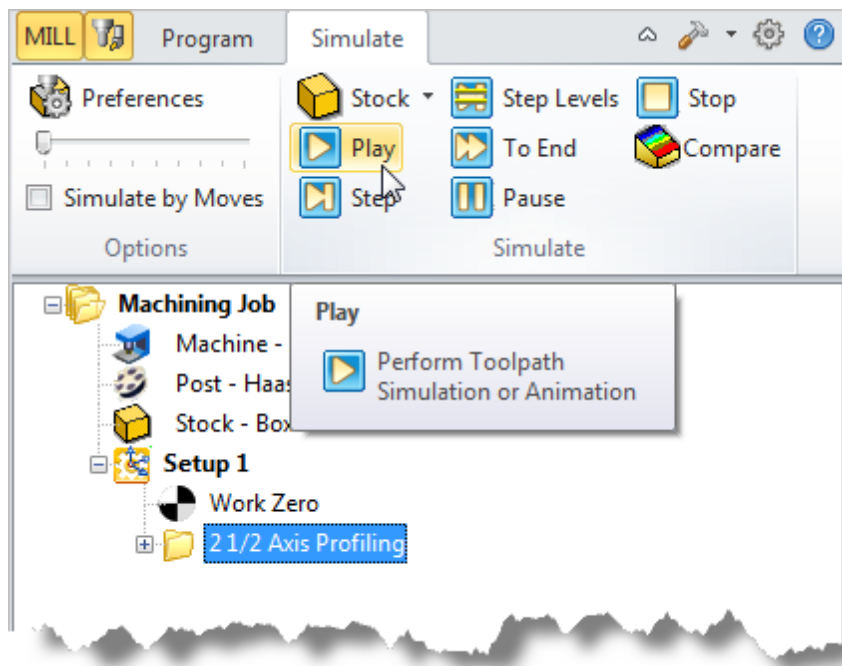 MILL Program Simulate
Preferences Stock Step Levels Stop
Play To End Compare
Simulate by Moves Step Pause
Options Simulate
Machining Job
Machine -
Post - Haas
Stock - Box
Setup 1
Work Zero
2 1/2 Axis Profiling
Play
Perform Toolpath
Simulation or Animation